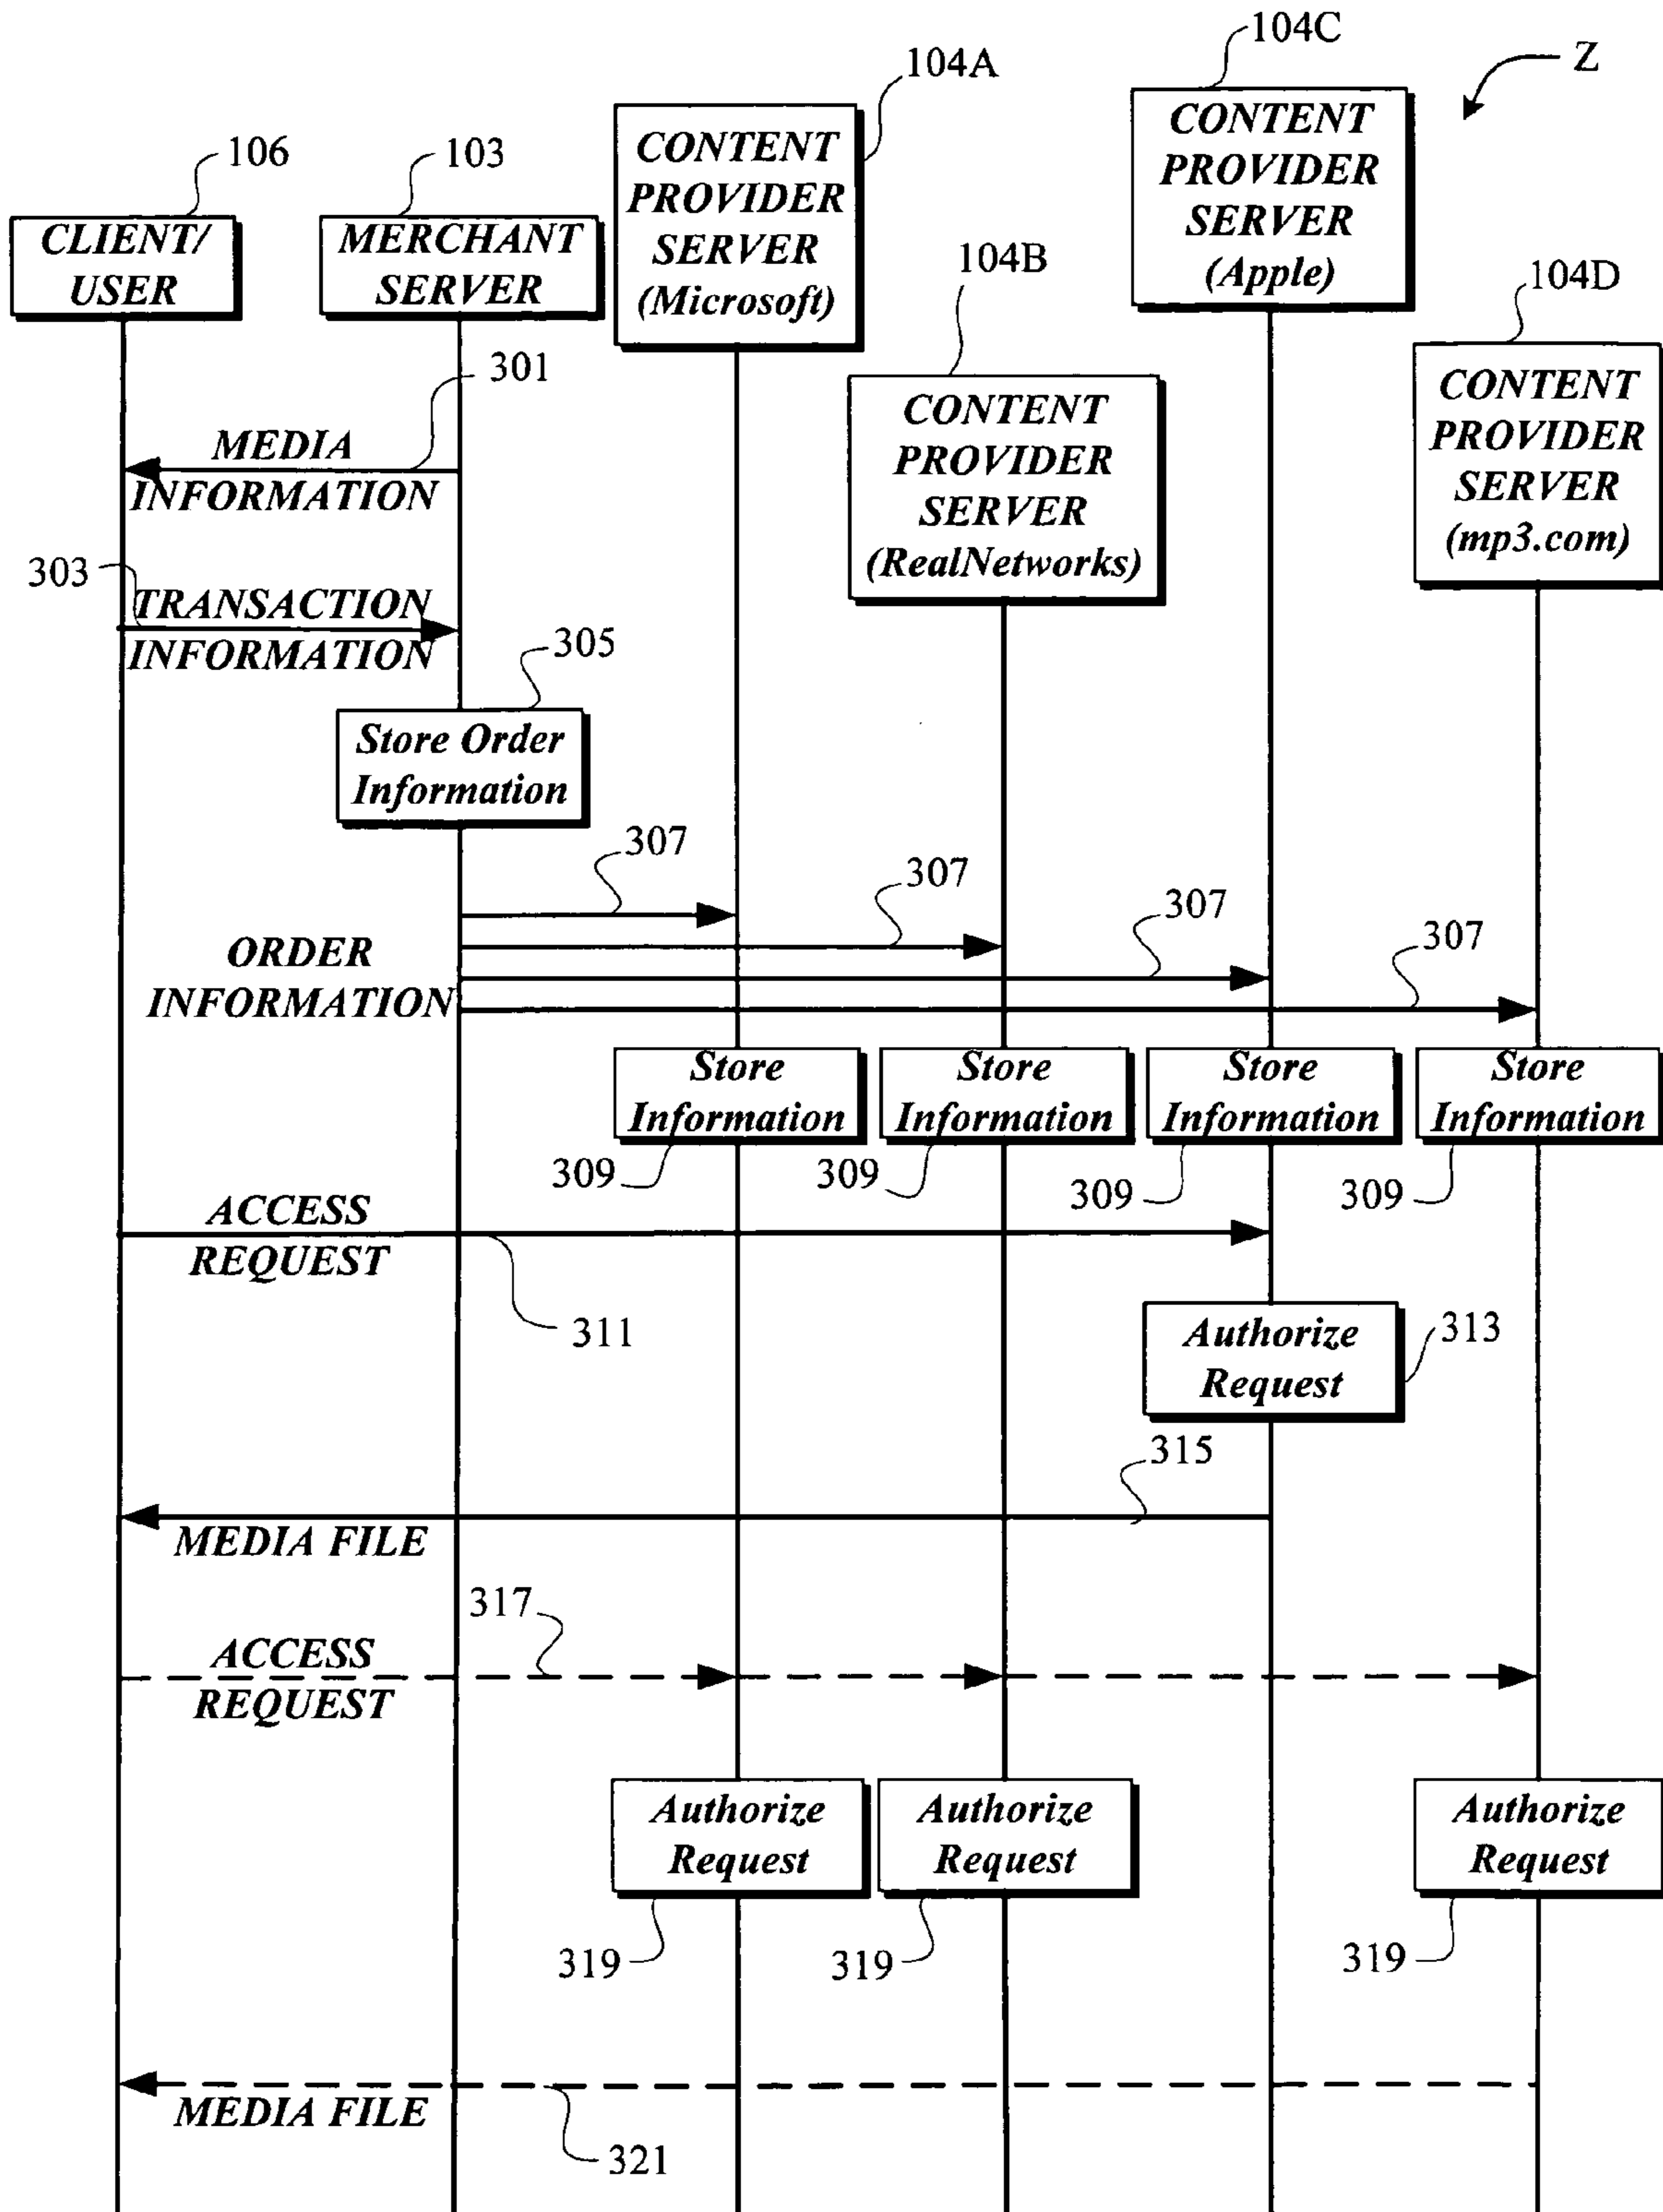 104C
Z
104A
CONTENT
PROVIDER
SERVER
(Apple)
106
103
CONTENT
PROVIDER
SERVER
(Microsoft)
CLIENT/
USER
MERCHANT
SERVER
104B
104D
301
CONTENT
PROVIDER
SERVER
(RealNetworks)
CONTENT
PROVIDER
SERVER
(mp3.com)
MEDIA
INFORMATION
303
TRANSACTION
INFORMATION
305
Store Order
Information
307
307
307
307
ORDER
INFORMATION
Store
Information
Store
Information
Store
Information
Store
Information
309
309
309
309
ACCESS
REQUEST
311
Authorize
Request
313
315
MEDIA FILE
317
ACCESS
REQUEST
Authorize
Request
Authorize
Request
Authorize
Request
319
319
319
MEDIA FILE
321